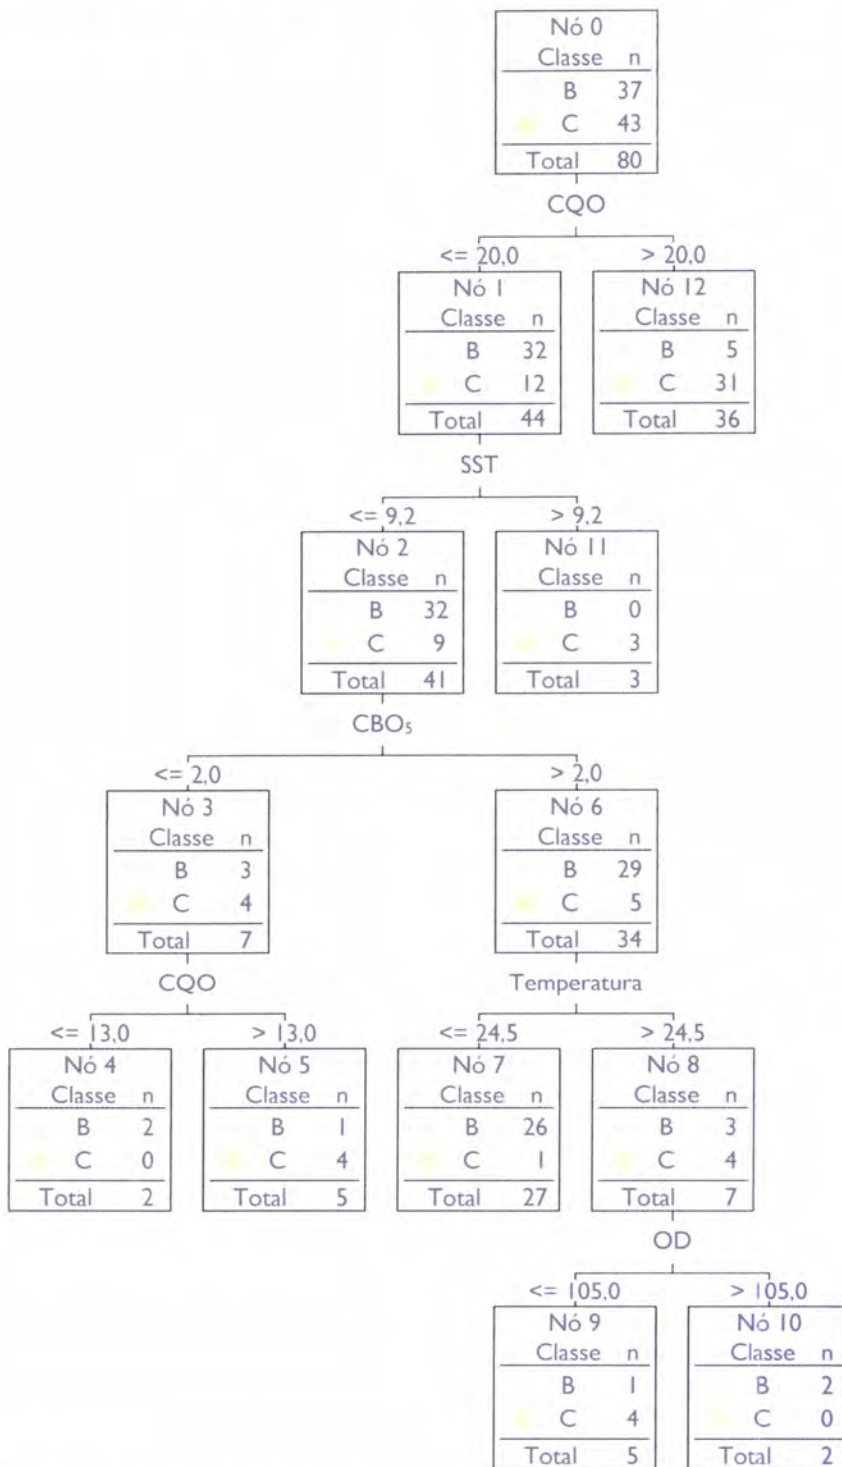 Nó 0
Classe n
B 37
C 43
Total 80
CQO
<= 20,0 > 20,0
Nó 1
Classe n
B 32
C 12
Total 44
Nó 12
Classe n
B 5
C 31
Total 36
SST
<= 9,2 > 9,2
Nó 2
Classe n
B 32
C 9
Total 41
Nó 11
Classe n
B 0
C 3
Total 3
CBO₅
<= 2,0 > 2,0
Nó 3
Classe n
B 3
C 4
Total 7
Nó 6
Classe n
B 29
C 5
Total 34
CQO Temperatura
<= 13,0 > 13,0 <= 24,5 > 24,5
Nó 4
Classe n
B 2
C 0
Total 2
Nó 5
Classe n
B 1
C 4
Total 5
Nó 7
Classe n
B 26
C 1
Total 27
Nó 8
Classe n
B 3
C 4
Total 7
OD
<= 105,0 > 105,0
Nó 9
Classe n
B 1
C 4
Total 5
Nó 10
Classe n
B 2
C 0
Total 2